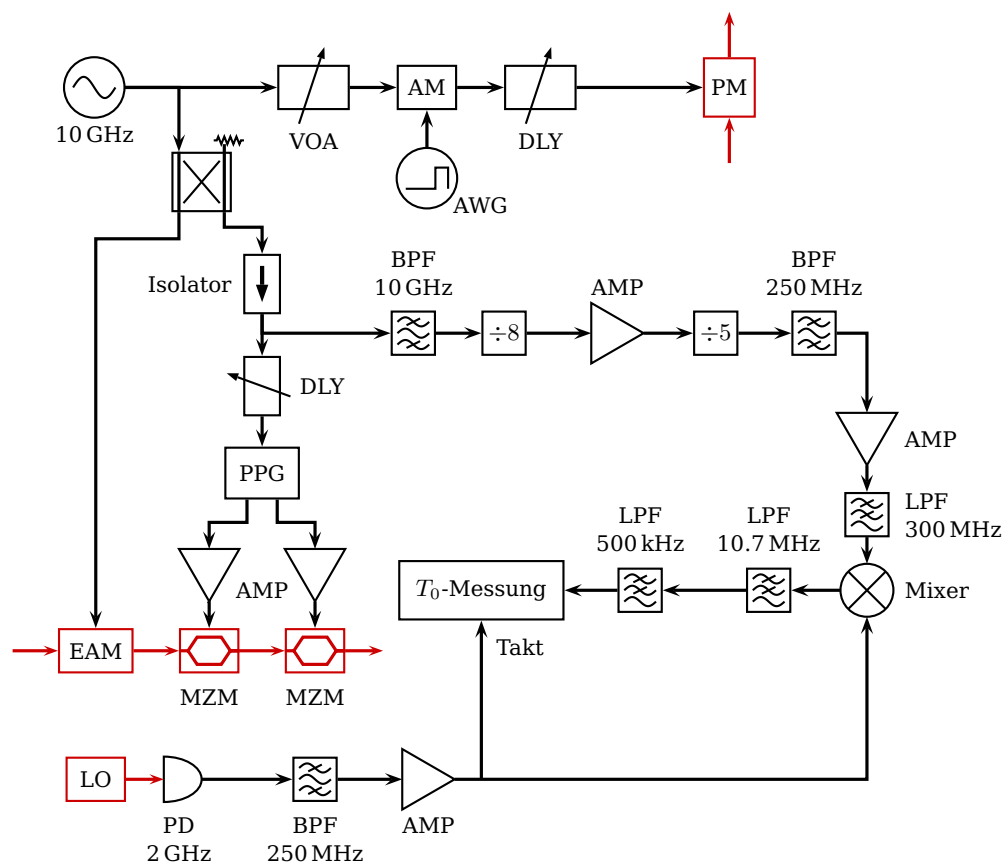 10 GHz
VOA
AM
DLY
PM
AWG
Isolator
BPF
10 GHz
÷8
AMP
÷5
BPF
250 MHz
DLY
PPG
AMP
AMP
LPF
300 MHz
LPF
500 kHz
LPF
10.7 MHz
T₀-Messung
Mixer
Takt
EAM
MZM
MZM
LO
PD
2 GHz
BPF
250 MHz
AMP